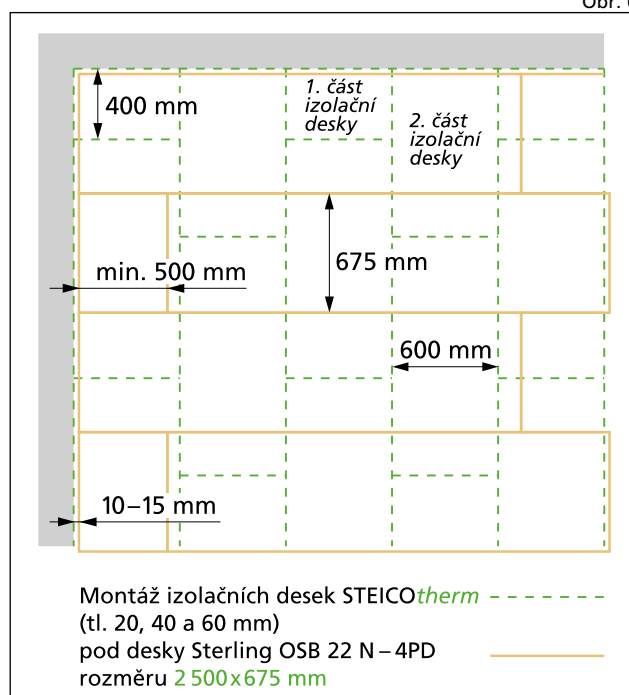 400 mm
1. část
izolační
desky
2. část
izolační
desky
min. 500 mm
675 mm
600 mm
10–15 mm
Montáž izolačních desek STEICOtherm
(tl. 20, 40 a 60 mm)
pod desky Sterling OSB 22 N – 4PD
rozměru 2 500 x 675 mm